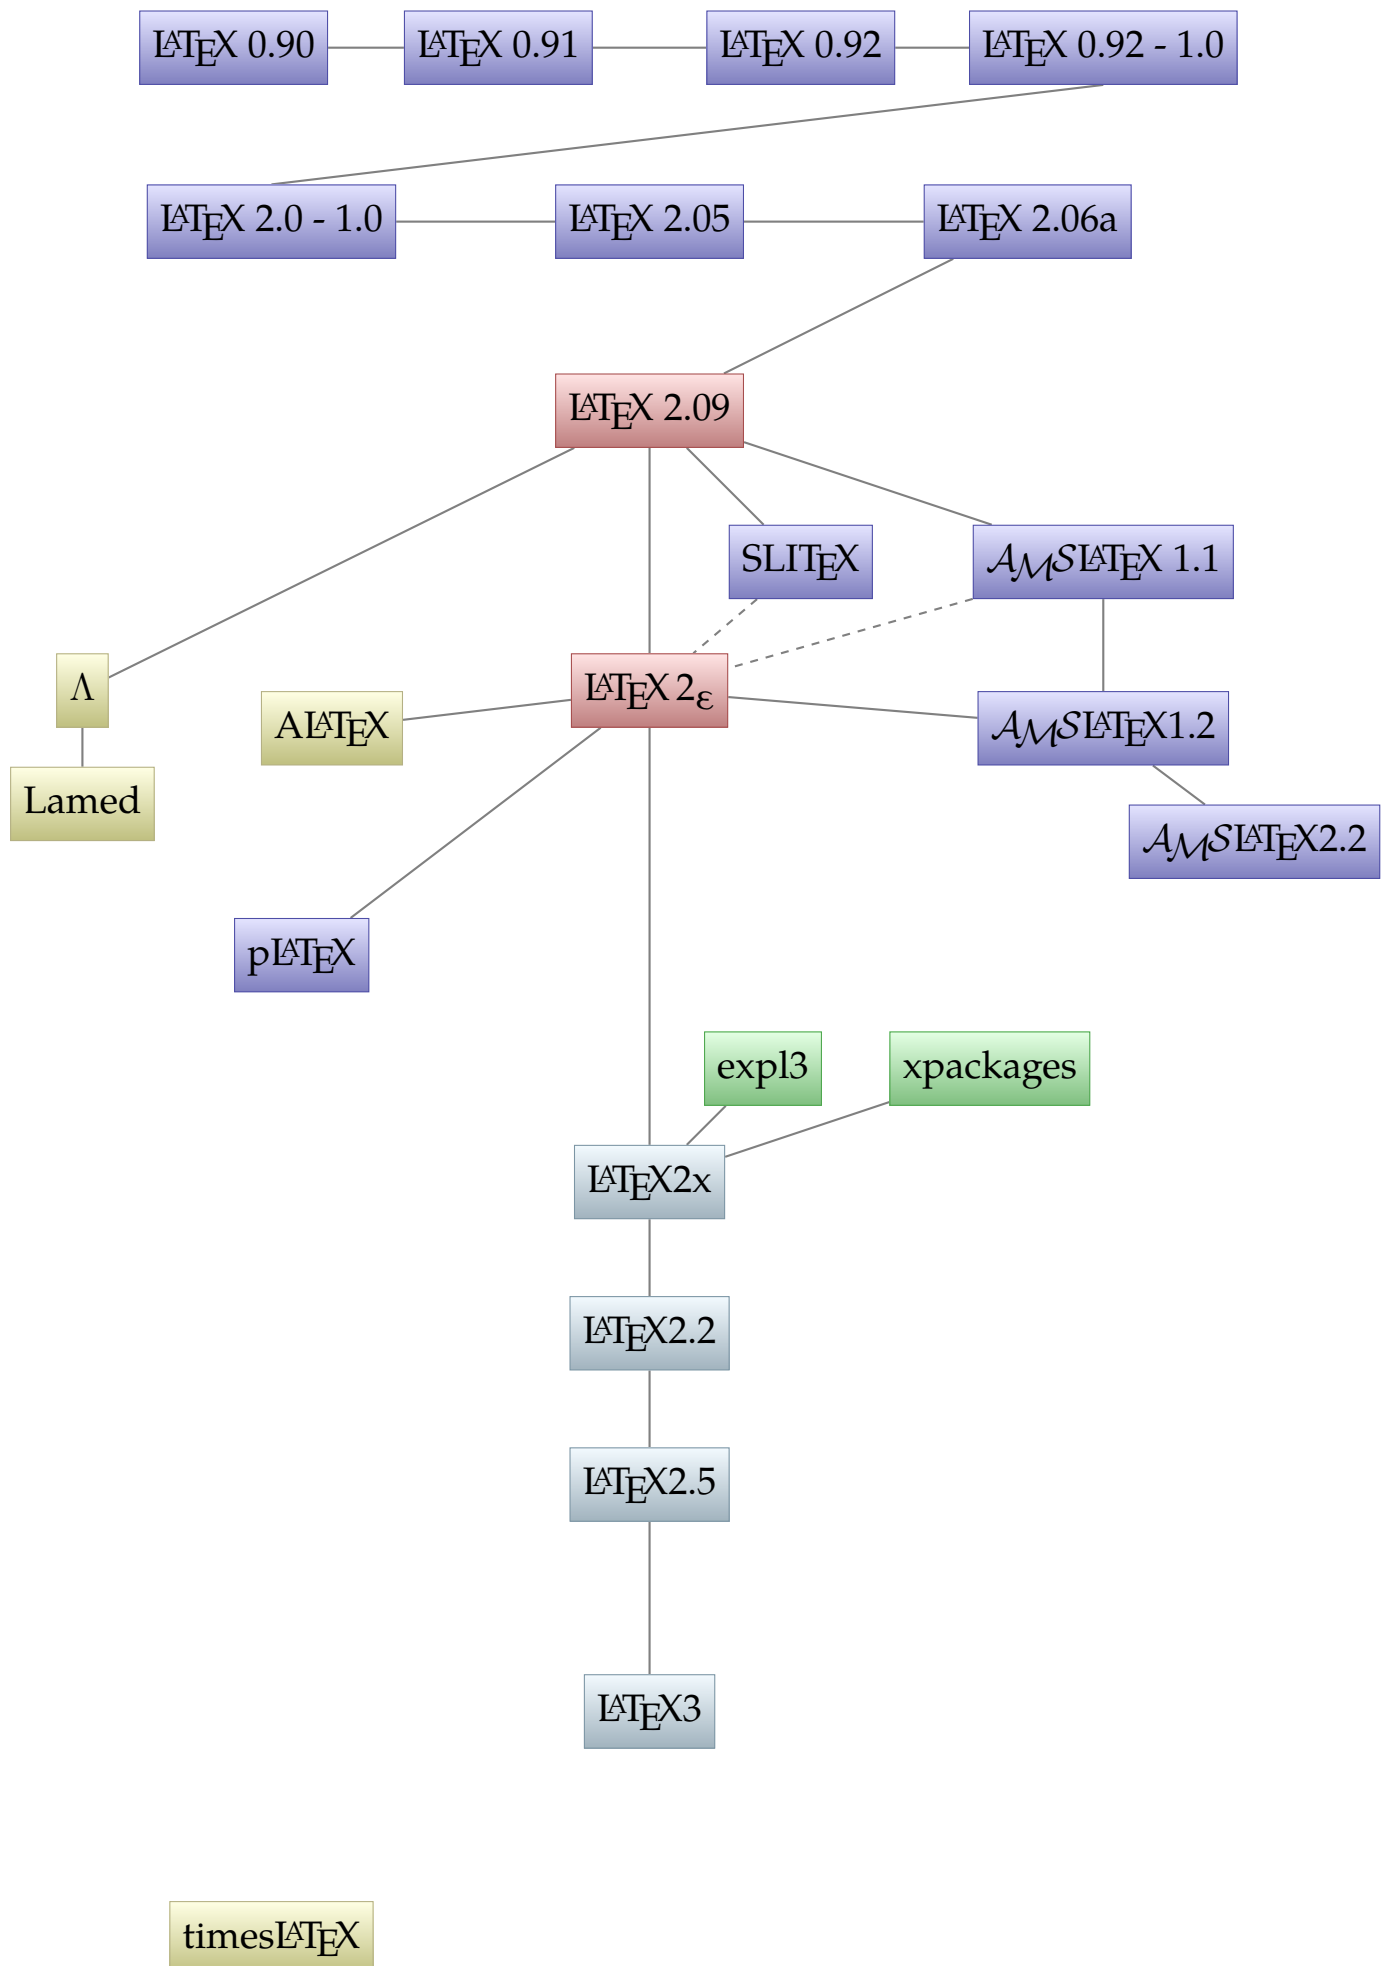 LATEX 0.90
LATEX 0.91
LATEX 0.92
LATEX 0.92 - 1.0
LATEX 2.0 - 1.0
LATEX 2.05
LATEX 2.06a
LATEX 2.09
SLITEX
AMSLATEX 1.1
Λ
ALATEX
LATEX 2ε
AMSLATEX1.2
Lamed
AMSLATEX2.2
pLATEX
expl3
xpackages
LATEX2x
LATEX2.2
LATEX2.5
LATEX3
timesLATEX